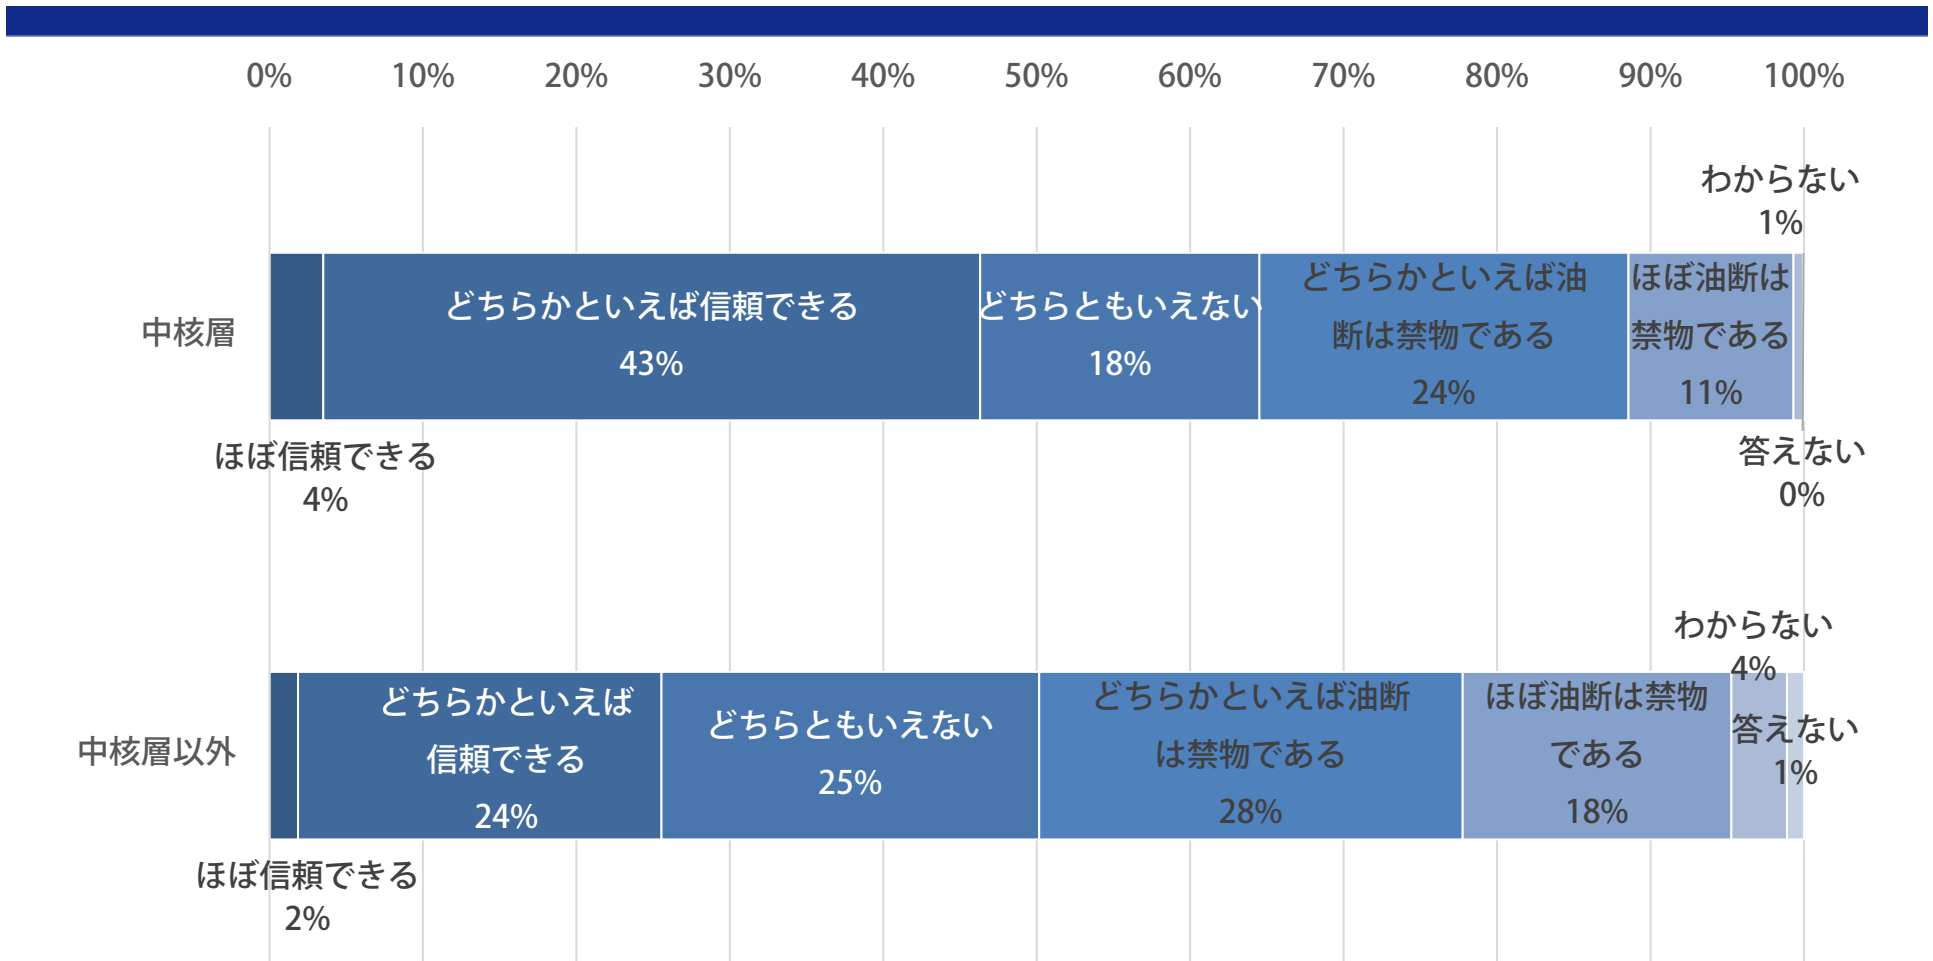 0% 10% 20% 30% 40% 50% 60% 70% 80% 90% 100%
わからない
1%
中核層
どちらかといえば信頼できる
43%
どちらともいえない
18%
どちらかといえば油
断は禁物である
24%
ほぼ油断は
禁物である
11%
ほぼ信頼できる
4%
答えない
0%
わからない
4%
中核層以外
どちらかといえば
信頼できる
24%
どちらともいえない
25%
どちらかといえば油断
は禁物である
28%
ほぼ油断は禁物
である
18%
答えない
1%
ほぼ信頼できる
2%